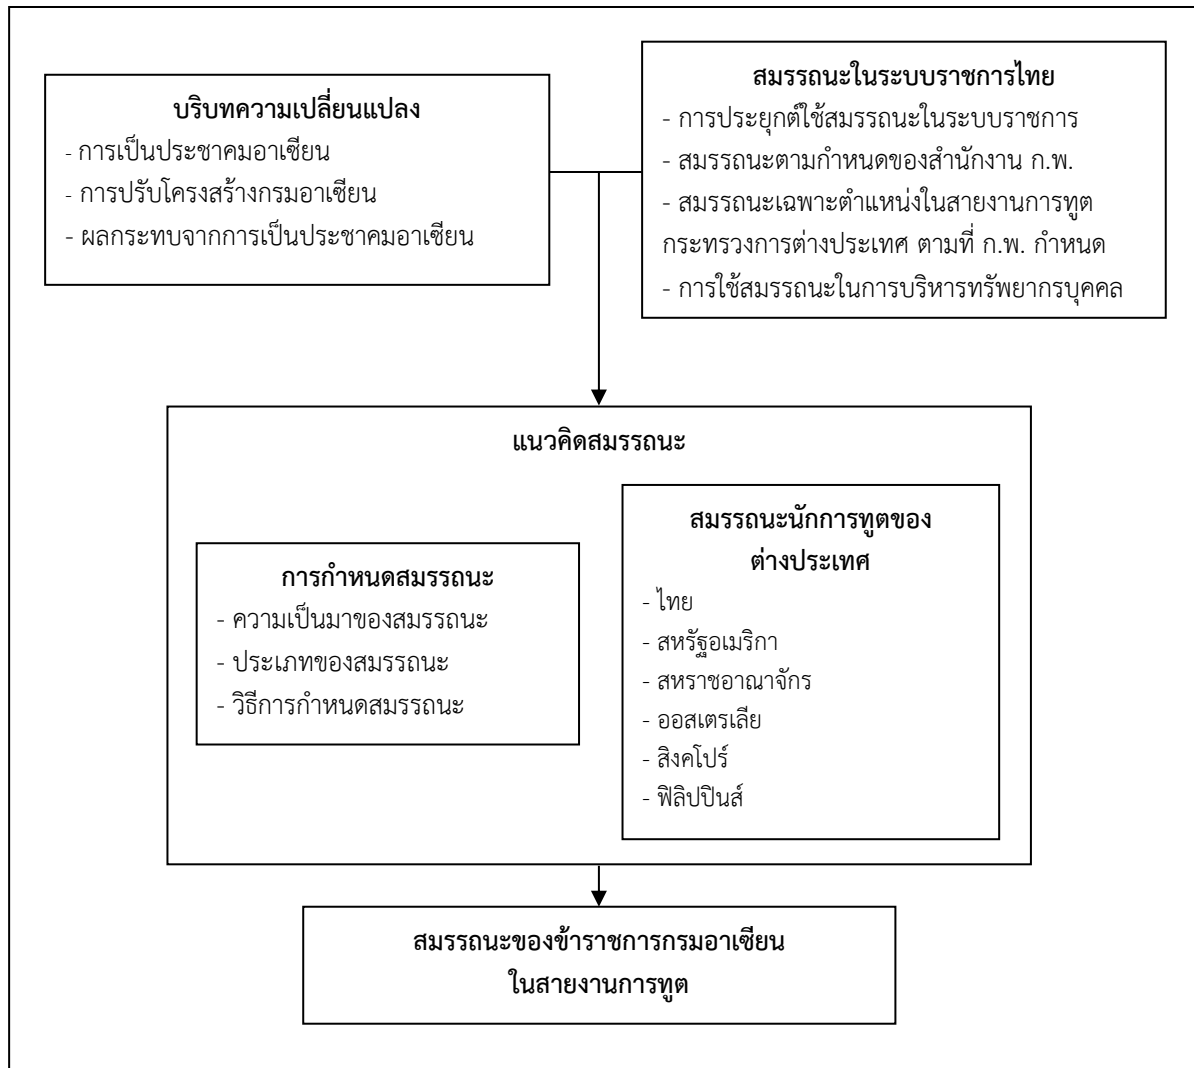 บริบทความเปลี่ยนแปลง
- การเป็นประชาคมอาเซียน
- การปรับโครงสร้างกรมอาเซียน
- ผลกระทบจากการเป็นประชาคมอาเซียน
สมรรถนะในระบบราชการไทย
- การประยุกต์ใช้สมรรถนะในระบบราชการ
- สมรรถนะตามกำหนดของสำนักงาน ก.พ.
- สมรรถนะเฉพาะตำแหน่งในสายงานการทูต
กระทรวงการต่างประเทศ ตามที่ ก.พ. กำหนด
- การใช้สมรรถนะในการบริหารทรัพยากรบุคคล
แนวคิดสมรรถนะ
การกำหนดสมรรถนะ
- ความเป็นมาของสมรรถนะ
- ประเภทของสมรรถนะ
- วิธีการกำหนดสมรรถนะ
สมรรถนะนักการทูตของ
ต่างประเทศ
- ไทย
- สหรัฐอเมริกา
- สหราชอาณาจักร
- ออสเตรเลีย
- สิงคโปร์
- ฟิลิปปินส์
สมรรถนะของข้าราชการกรมอาเซียน
ในสายงานการทูต